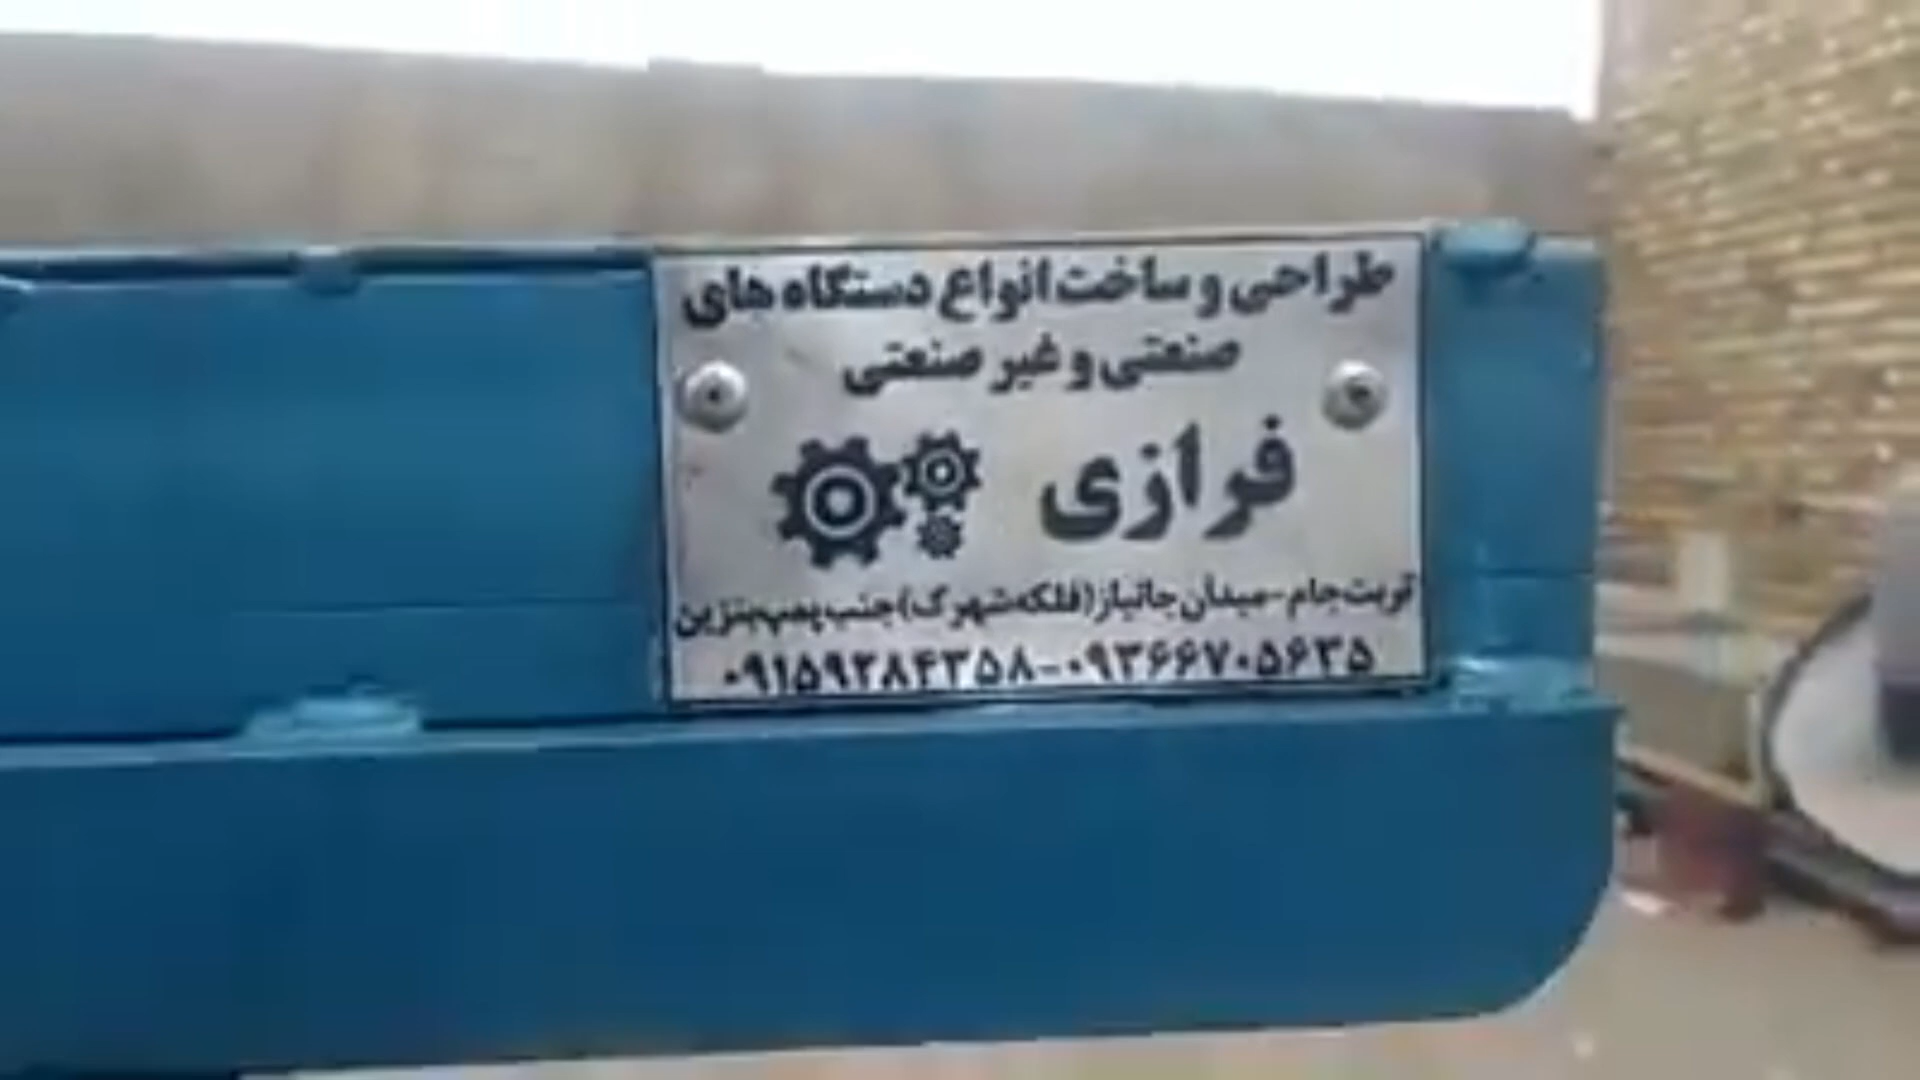 طراحی و ساخت انواع دستگاه های
صنعتی و غیر صنعتی
فرازی
تربت جام - میدان جانباز (فلکه شهرک) جنب پمپ بنزین
۰۹۱۵۹۲۸۴۳۵۸-۰۹۳۶۶۷۰۵۶۳۵